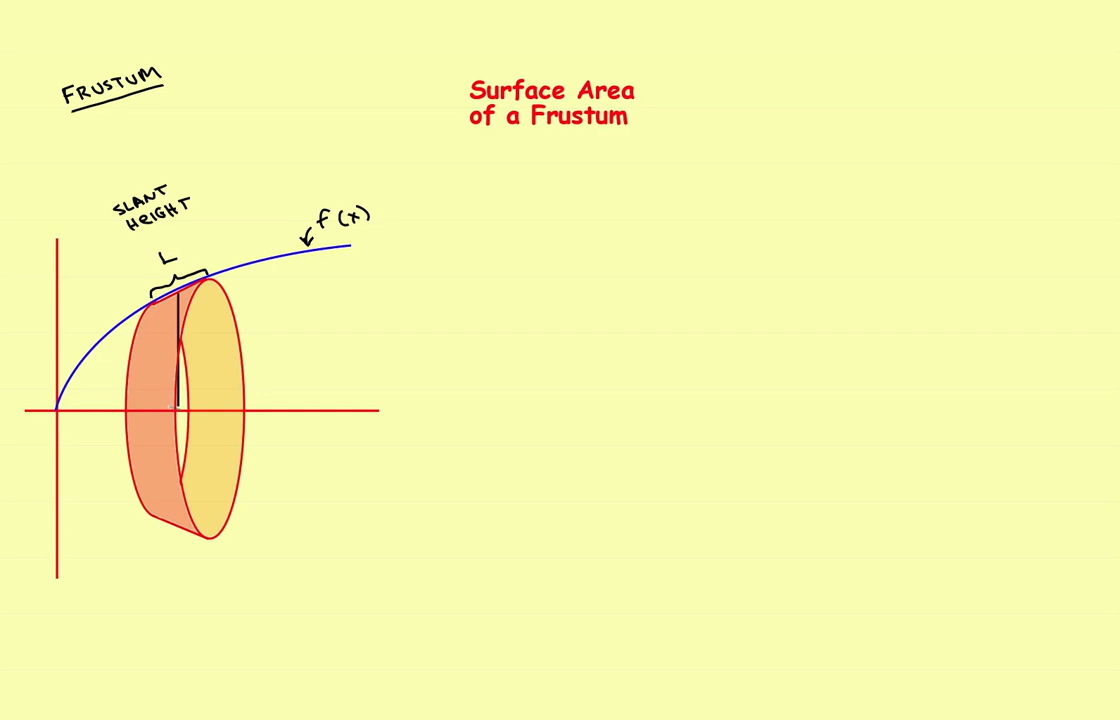 FRUSTUM
Surface Area
of a Frustum
SLANT
HEIGHT
L
f(x)